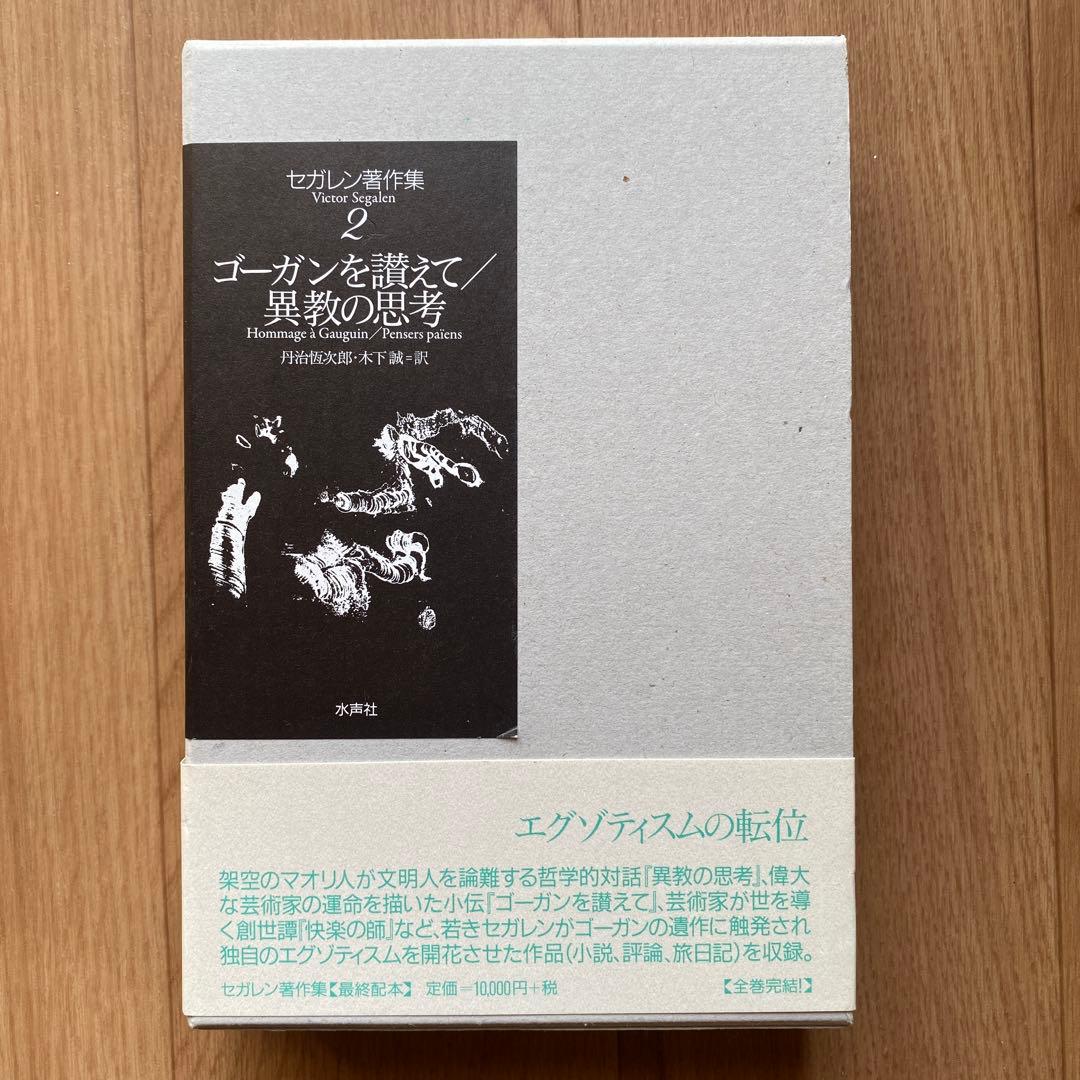 セガレン著作集
Victor Segalen
2
ゴーガンを讃えて／
異教の思考
Hommage à Gauguin／Pensers païens
丹治恆次郎・木下誠=訳
水声社
エグゾティスムの転位
架空のマオリ人が文明人を論難する哲学的対話『異教の思考』、偉大
な芸術家の運命を描いた小伝『ゴーガンを讃えて』、芸術家が世を導
く創世譚『快楽の師』など、若きセガレンがゴーガンの遺作に触発され
独自のエグゾティスムを開花させた作品（小説、評論、旅日記）を収録。
セガレン著作集【最終配本】 定価=10,000円+税 【全巻完結!】